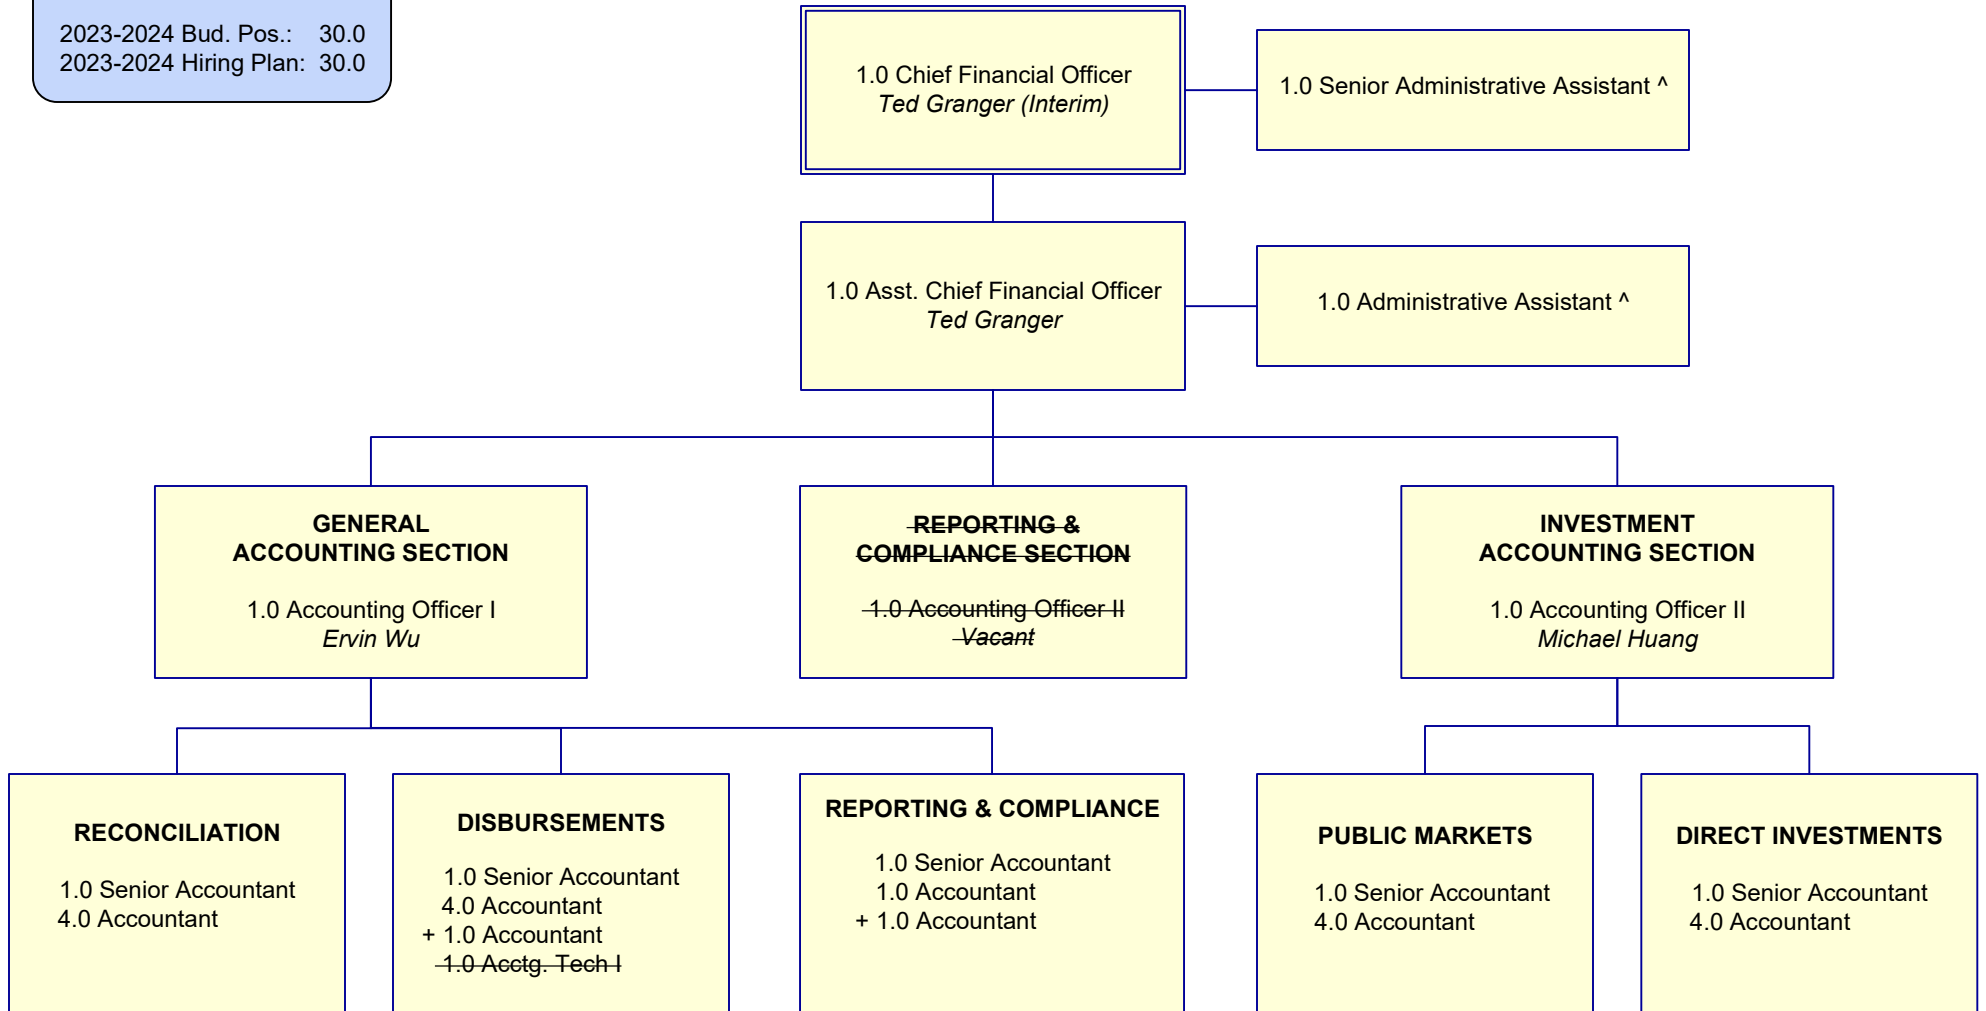 2023-2024 Bud. Pos.: 30.0
2023-2024 Hiring Plan: 30.0
1.0 Chief Financial Officer
Ted Granger (Interim)
1.0 Senior Administrative Assistant ^
1.0 Asst. Chief Financial Officer
Ted Granger
1.0 Administrative Assistant ^
GENERAL
ACCOUNTING SECTION
1.0 Accounting Officer I
Ervin Wu
REPORTING &
COMPLIANCE SECTION
1.0 Accounting Officer II
Vacant
INVESTMENT
ACCOUNTING SECTION
1.0 Accounting Officer II
Michael Huang
RECONCILIATION
1.0 Senior Accountant
4.0 Accountant
DISBURSEMENTS
1.0 Senior Accountant
4.0 Accountant
+ 1.0 Accountant
1.0 Acctg. Tech I
REPORTING & COMPLIANCE
1.0 Senior Accountant
1.0 Accountant
+ 1.0 Accountant
PUBLIC MARKETS
1.0 Senior Accountant
4.0 Accountant
DIRECT INVESTMENTS
1.0 Senior Accountant
4.0 Accountant